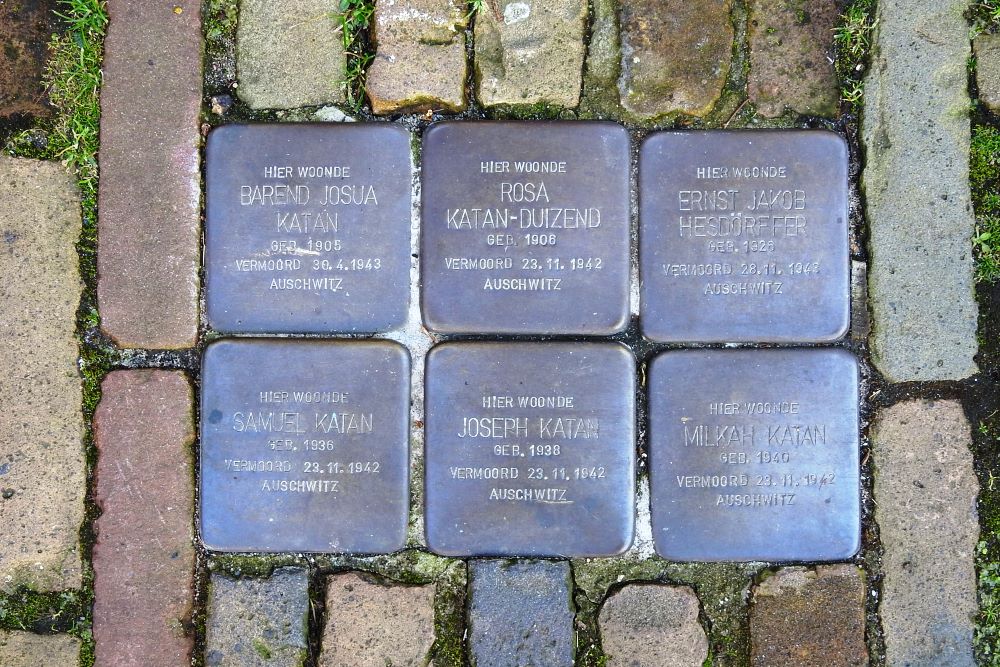 HIER WOONDE
BAREND JOSUA
KATAN
GEB. 1905
VERMOORD 30.4.1943
AUSCHWITZ
HIER WOONDE
ROSA
KATAN-DUIZEND
GEB. 1906
VERMOORD 23.11.1942
AUSCHWITZ
HIER WOONDE
ERNST JAKOB
HESDÖRFFER
GEB. 1926
VERMOORD 28.11.1943
AUSCHWITZ
HIER WOONDE
SAMUEL KATAN
GEB. 1936
VERMOORD 23.11.1942
AUSCHWITZ
HIER WOONDE
JOSEPH KATAN
GEB. 1938
VERMOORD 23.11.1942
AUSCHWITZ
HIER WOONDE
MILKAH KATAN
GEB. 1940
VERMOORD 23.11.1942
AUSCHWITZ